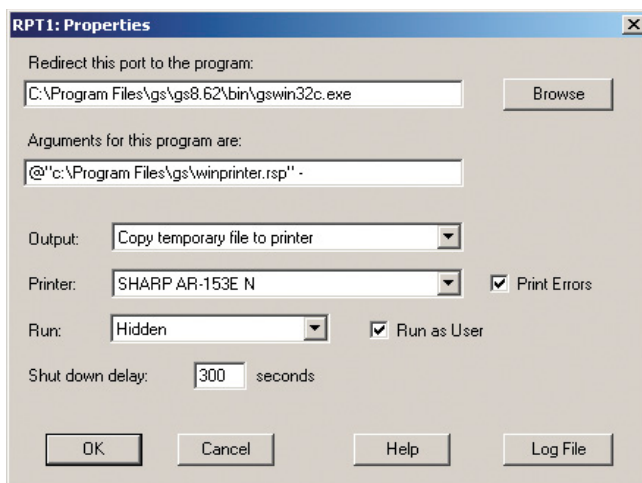 RPT1: Properties
Redirect this port to the program:
C:\Program Files\gs\gs8.62\bin\gswin32c.exe
Browse
Arguments for this program are:
@"c:\Program Files\gs\winprinter.rsp" -
Output: Copy temporary file to printer
Printer: SHARP AR-153E N Print Errors
Run: Hidden Run as User
Shut down delay: 300 seconds
OK Cancel Help Log File